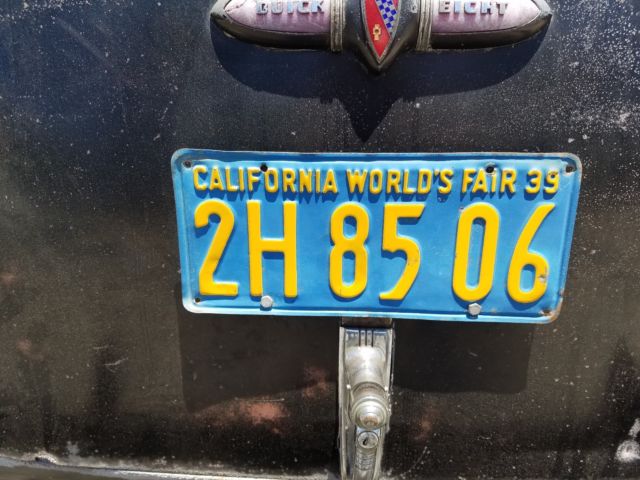 BUICK EIGHT
CALIFORNIA WORLD'S FAIR 39
2H 85 06